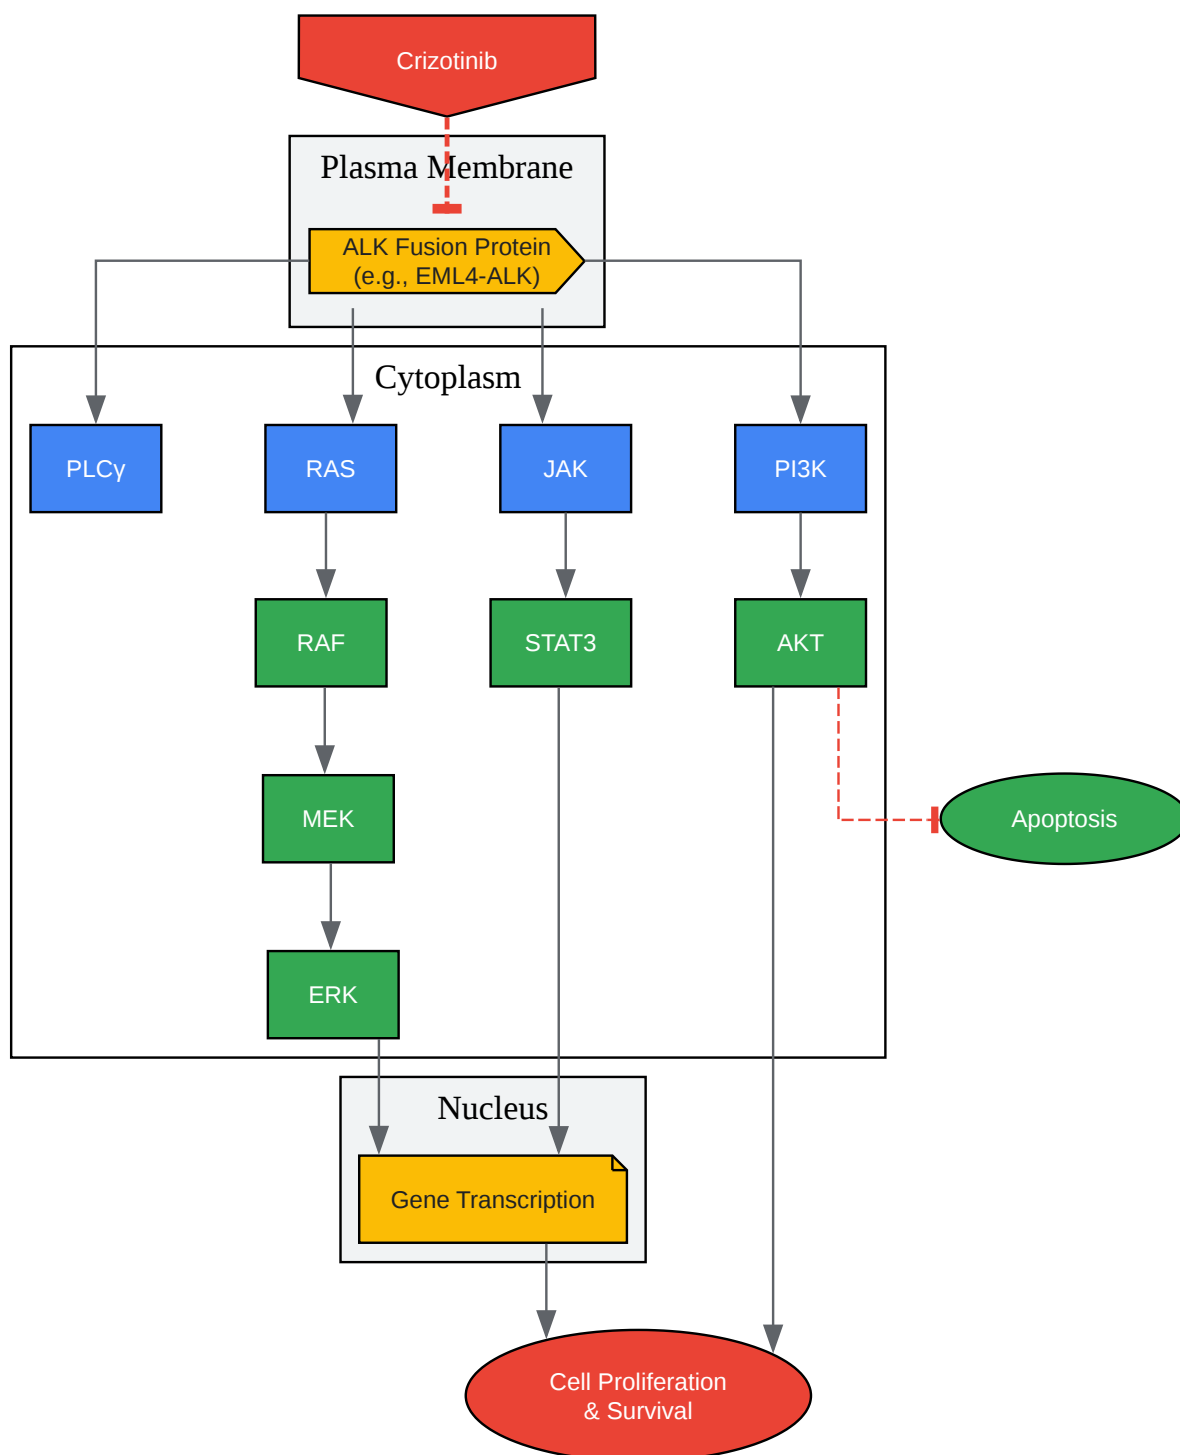 Crizotinib
Plasma Membrane
ALK Fusion Protein
(e.g., EML4-ALK)
Cytoplasm
PLCγ
RAS
JAK
PI3K
RAF
STAT3
AKT
MEK
Apoptosis
ERK
Nucleus
Gene Transcription
Cell Proliferation
& Survival